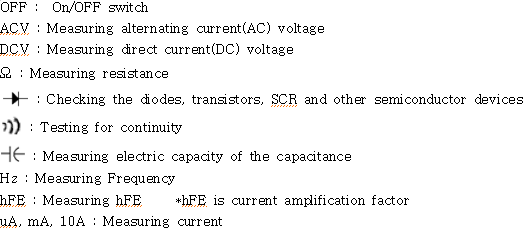 OFF : On/OFF switch
ACV : Measuring alternating current(AC) voltage
DCV : Measuring direct current(DC) voltage
Ω : Measuring resistance
: Checking the diodes, transistors, SCR and other semiconductor devices
: Testing for continuity
: Measuring electric capacity of the capacitance
Hz : Measuring Frequency
hFE : Measuring hFE *hFE is current amplification factor
uA, mA, 10A : Measuring current